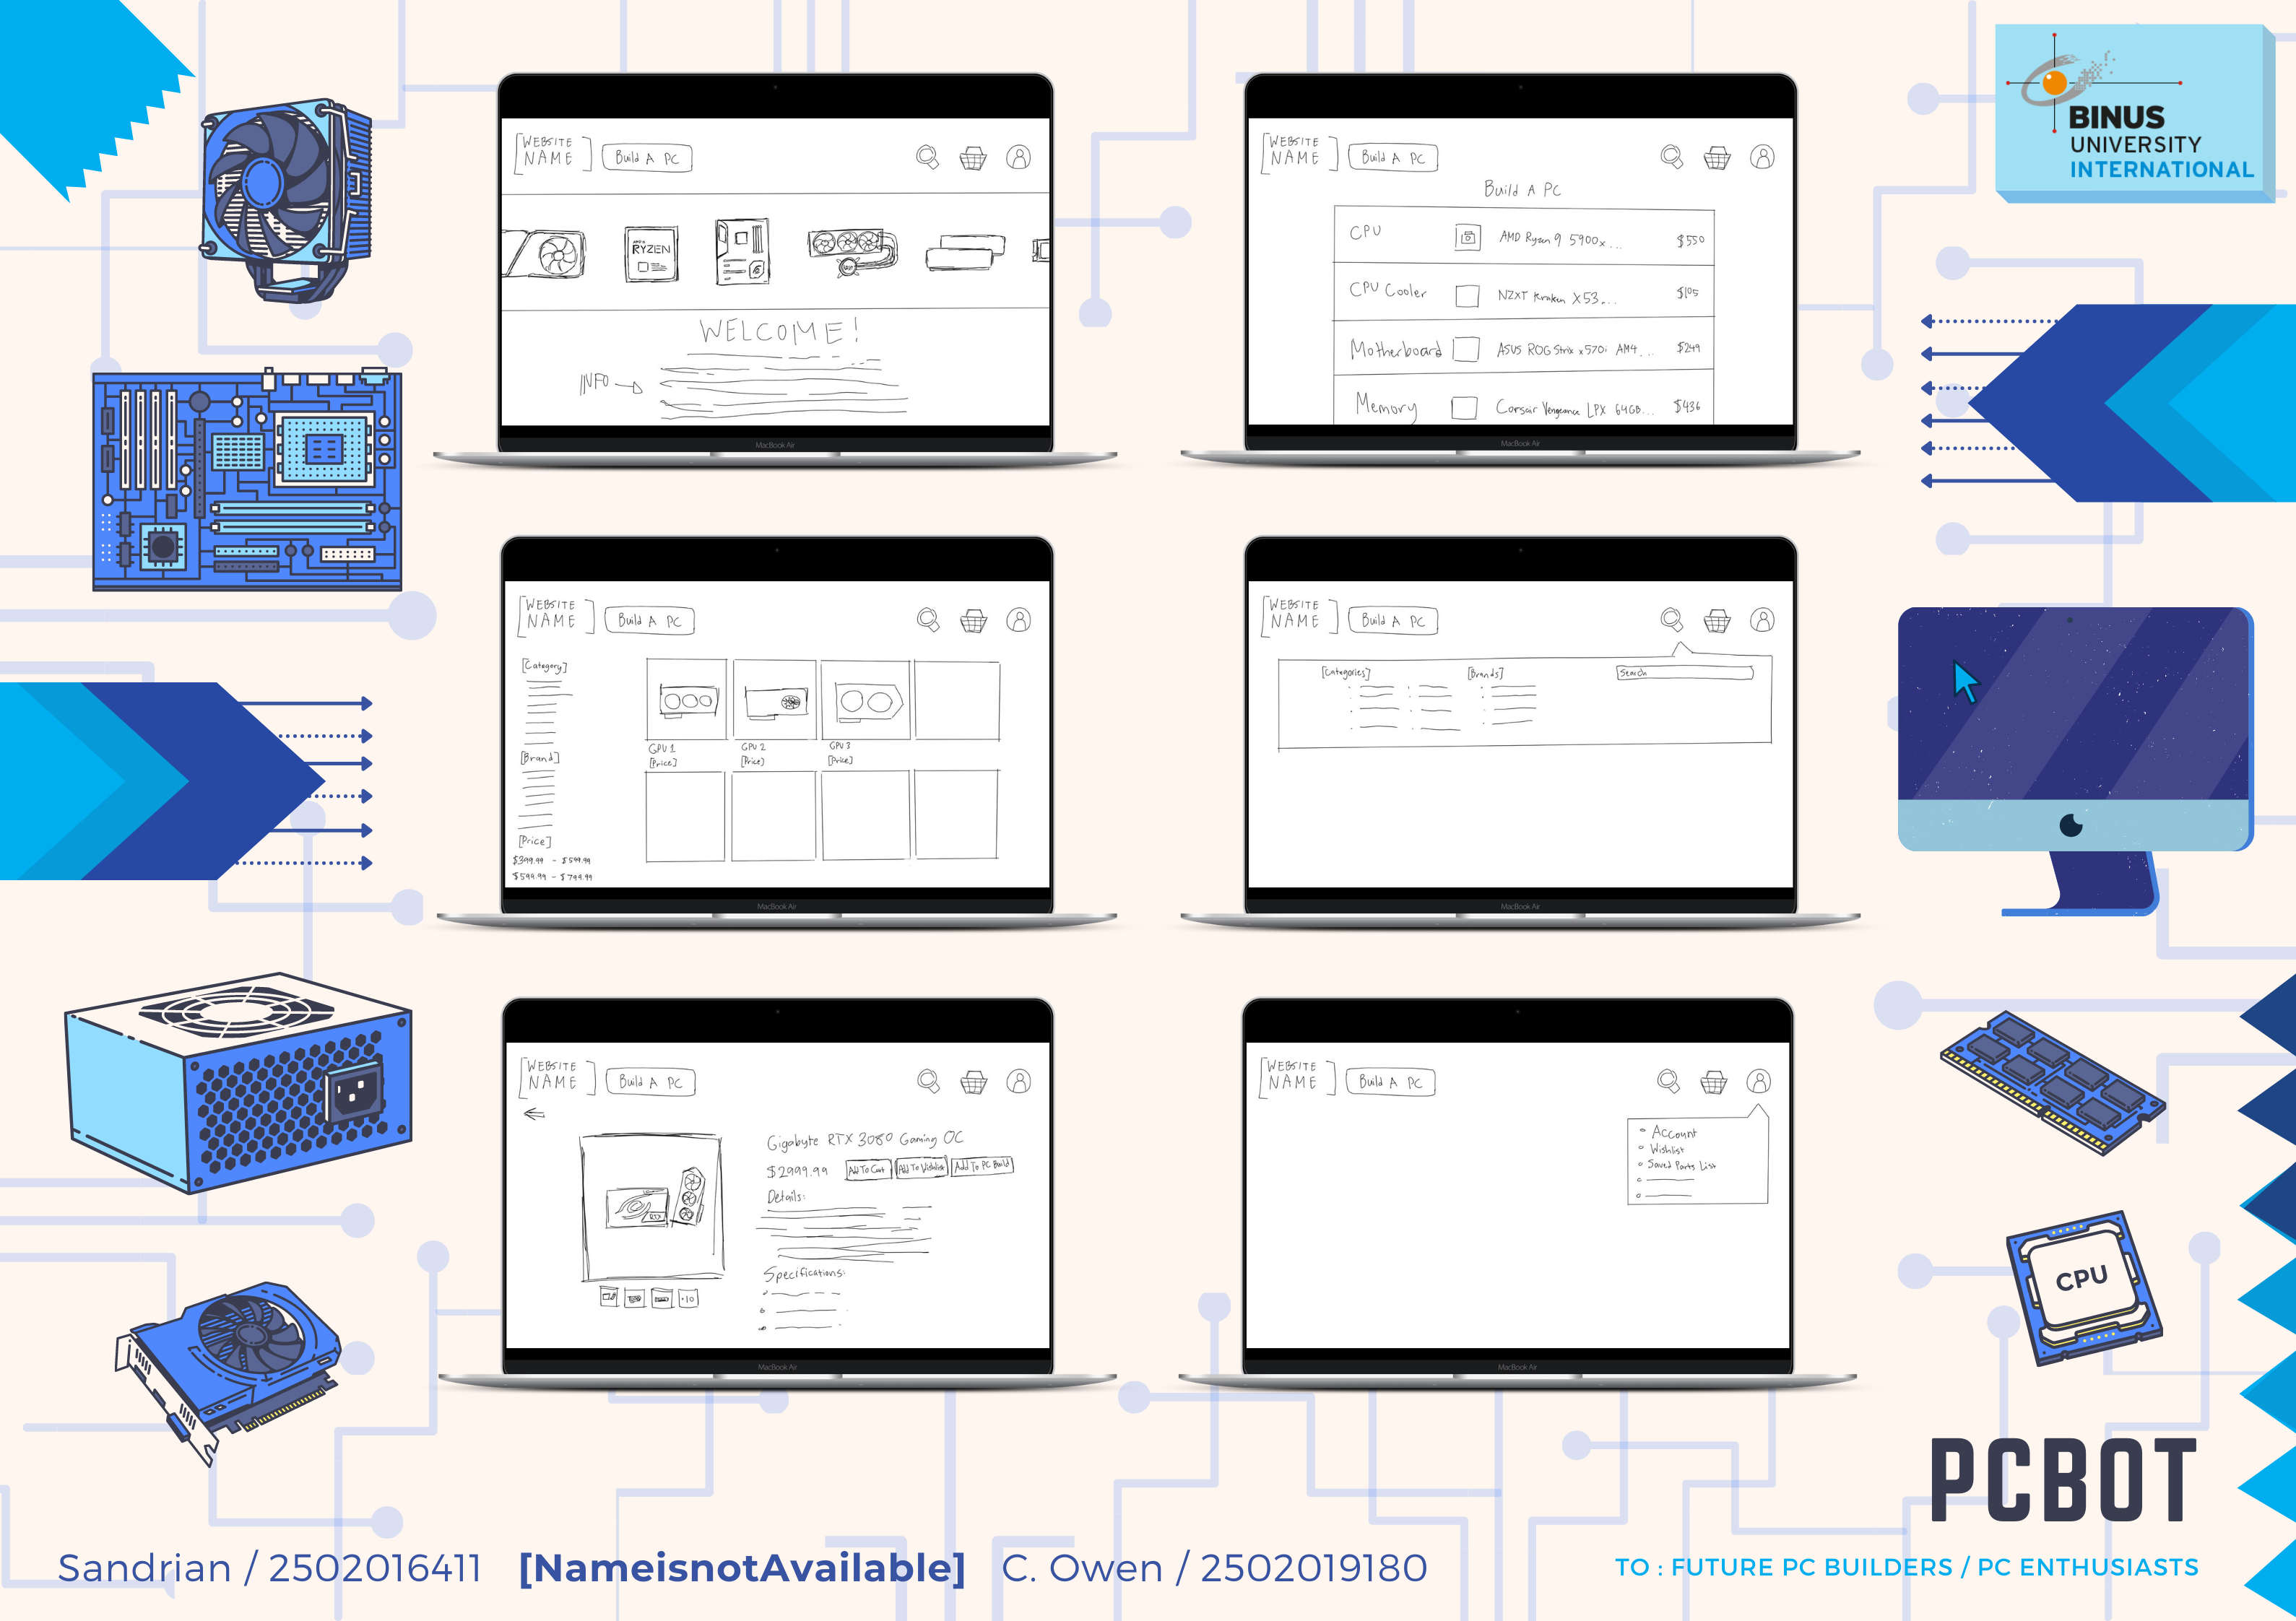 BINUS
UNIVERSITY
INTERNATIONAL
[WEBSITE
NAME]
Build A PC
AMD
RYZEN
WELCOME!
INFO
MacBook Air
[WEBSITE
NAME]
Build A PC
Build A PC
CPU AMD Ryzen 9 5900x... $550
CPU Cooler NZXT Kraken X53... $105
Motherboard ASUS ROG Strix x570i AM4... $249
Memory Corsair Vengeance LPX 64GB... $436
MacBook Air
[WEBSITE
NAME]
Build A PC
[Category]
[Brand]
[Price]
$399.99 - $599.99
$599.99 - $799.99
GPU 1
[Price]
GPU 2
[Price]
GPU 3
[Price]
MacBook Air
[WEBSITE
NAME]
Build A PC
[Categories]
[Brands]
Search
MacBook Air
[WEBSITE
NAME]
Build A PC
Gigabyte RTX 3080 Gaming OC
$2999.99
Add To Cart
Add To Wishlist
Add To PC Build
Details:
Specifications:
RTX
+10
MacBook Air
[WEBSITE
NAME]
Build A PC
Account
Wishlist
Saved Parts List
MacBook Air
CPU
PCBOT
Sandrian / 2502016411 [NameisnotAvailable] C. Owen / 2502019180
TO : FUTURE PC BUILDERS / PC ENTHUSIASTS